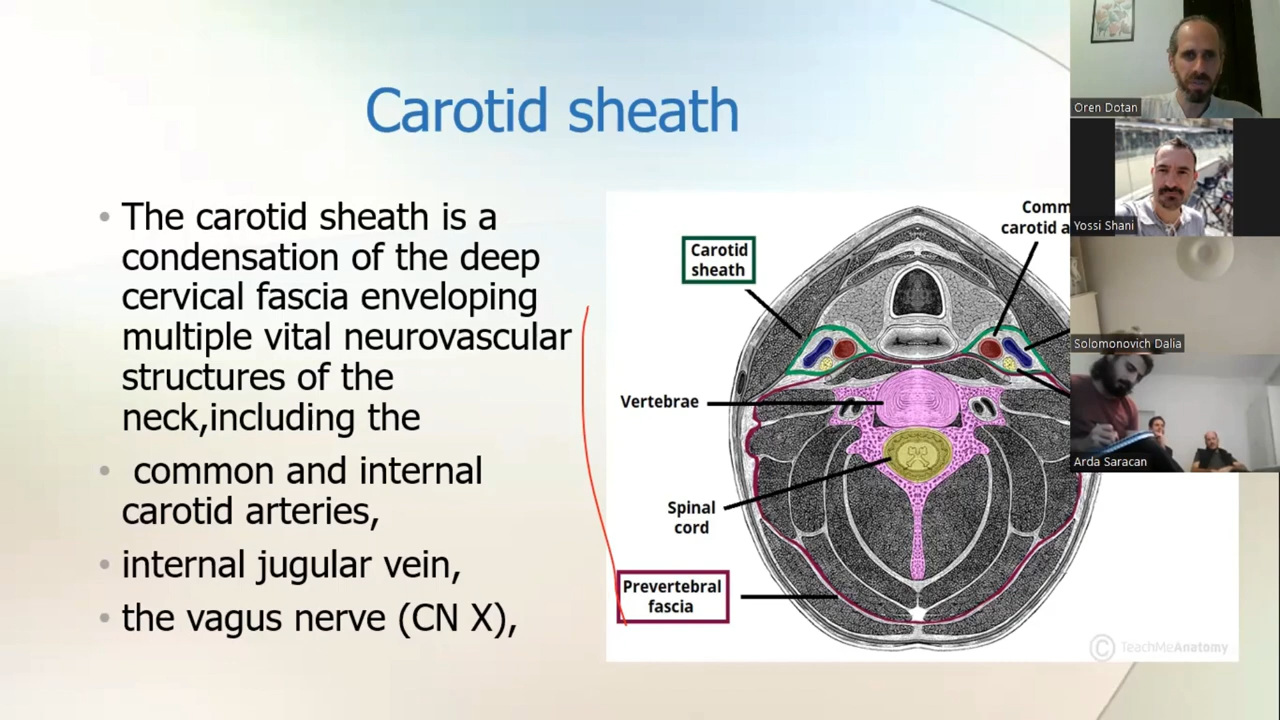 Carotid sheath
• The carotid sheath is a
condensation of the deep
cervical fascia enveloping
multiple vital neurovascular
structures of the
neck,including the
• common and internal
carotid arteries,
• internal jugular vein,
• the vagus nerve (CN X),
Carotid
sheath
Comm
carotid a
Vertebrae
Spinal
cord
Prevertebral
fascia
© TeachMeAnatomy
Oren Dotan
Yossi Shani
Solomonovich Dalia
Arda Saracan